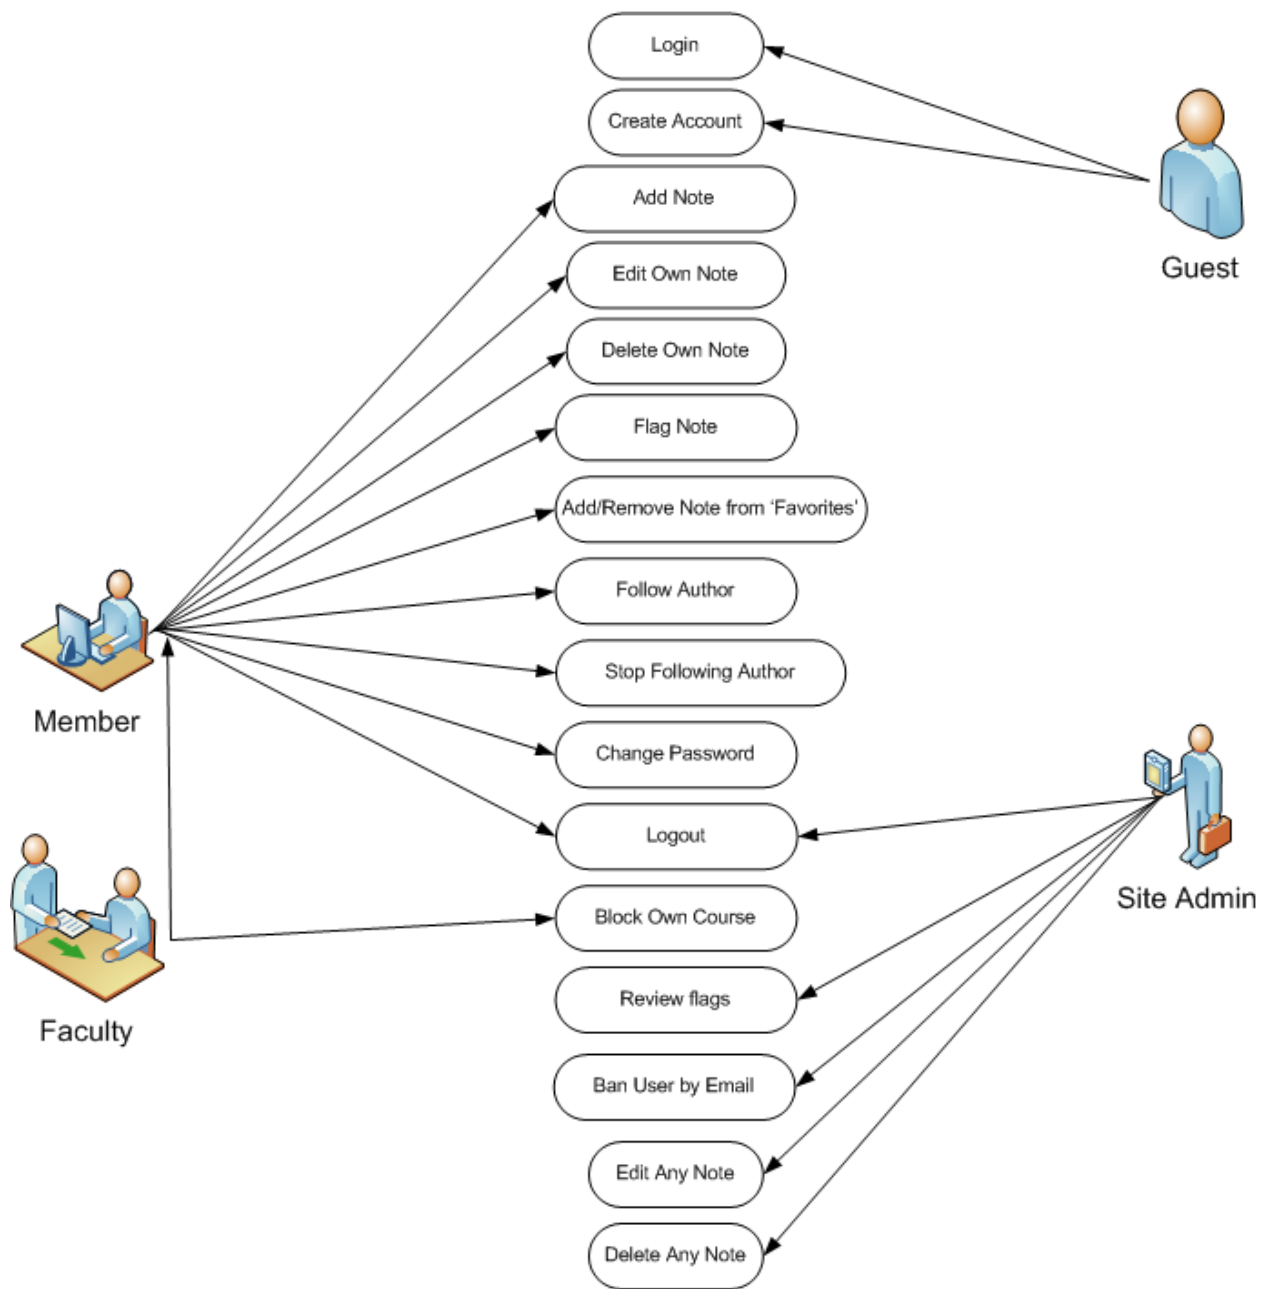 Login
Create Account
Add Note
Guest
Edit Own Note
Delete Own Note
Flag Note
Add/Remove Note from ‘Favorites’
Follow Author
Stop Following Author
Member
Change Password
Logout
Site Admin
Block Own Course
Review flags
Faculty
Ban User by Email
Edit Any Note
Delete Any Note